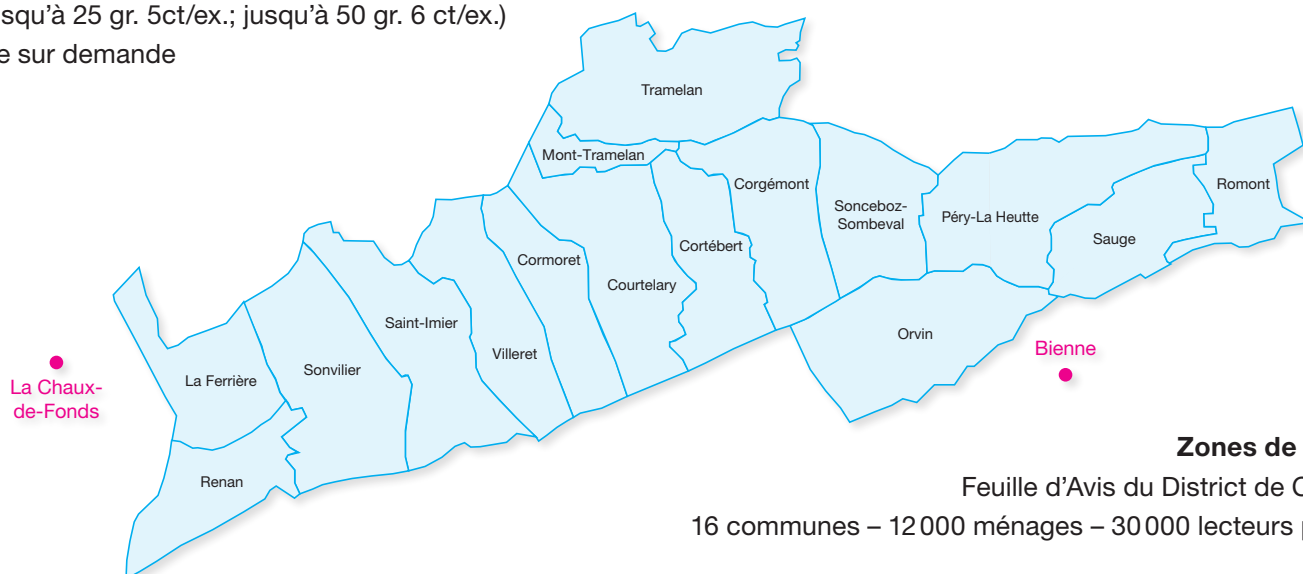 squ'à 25 gr. 5ct/ex.; jusqu'à 50 gr. 6 ct/ex.)
e sur demande
Tramelan
Mont-Tramelan
Corgémont
Romont
Sonceboz-
Sombeval
Péry-La Heutte
Sauge
Cortébert
Cormoret
Courtelary
Saint-Imier
Orvin
Villeret
Bienne
Sonvilier
La Ferrière
La Chaux-
de-Fonds
Renan
Zones de
Feuille d'Avis du District de C
16 communes – 12 000 ménages – 30 000 lecteurs p